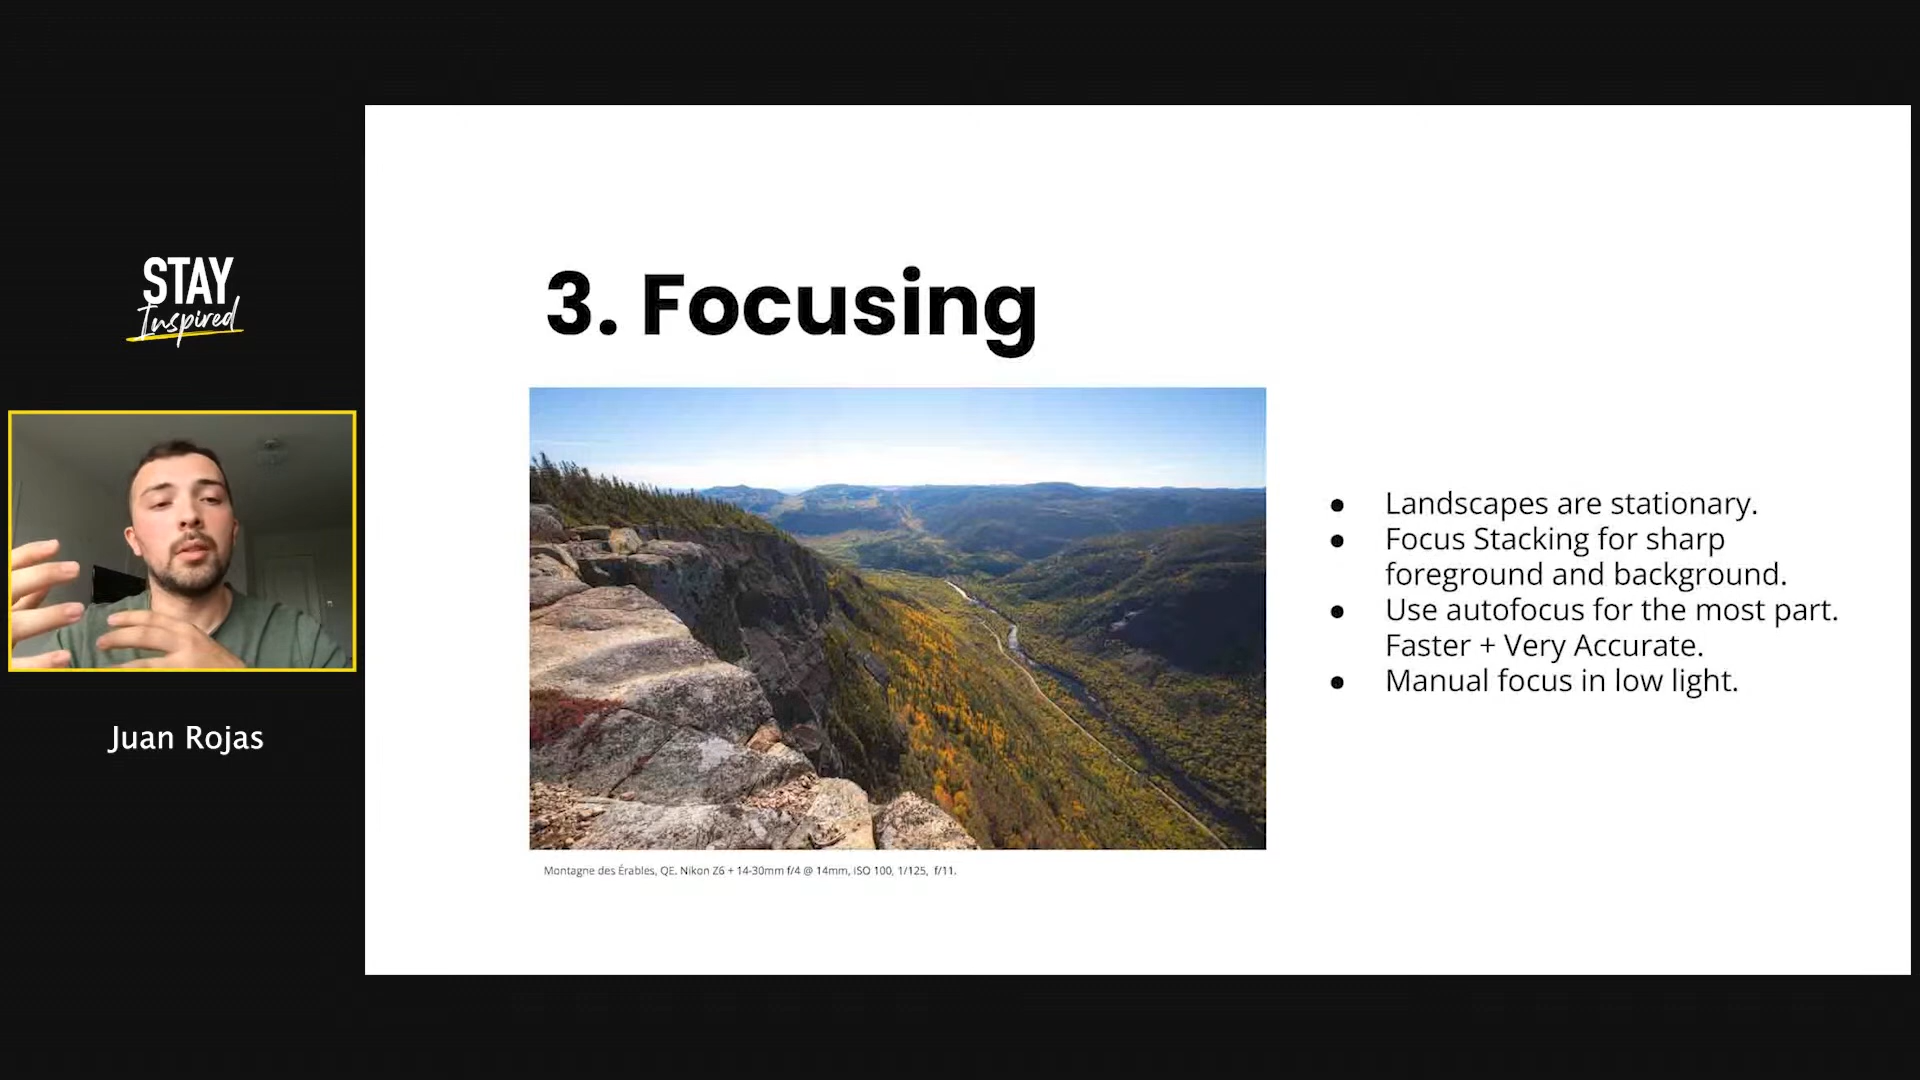 STAY
Inspired
Juan Rojas
3. Focusing
Montagne des Érables, QE. Nikon Z6 + 14-30mm f/4 @ 14mm, ISO 100, 1/125, f/11.
● Landscapes are stationary.
● Focus Stacking for sharp
foreground and background.
● Use autofocus for the most part.
Faster + Very Accurate.
● Manual focus in low light.